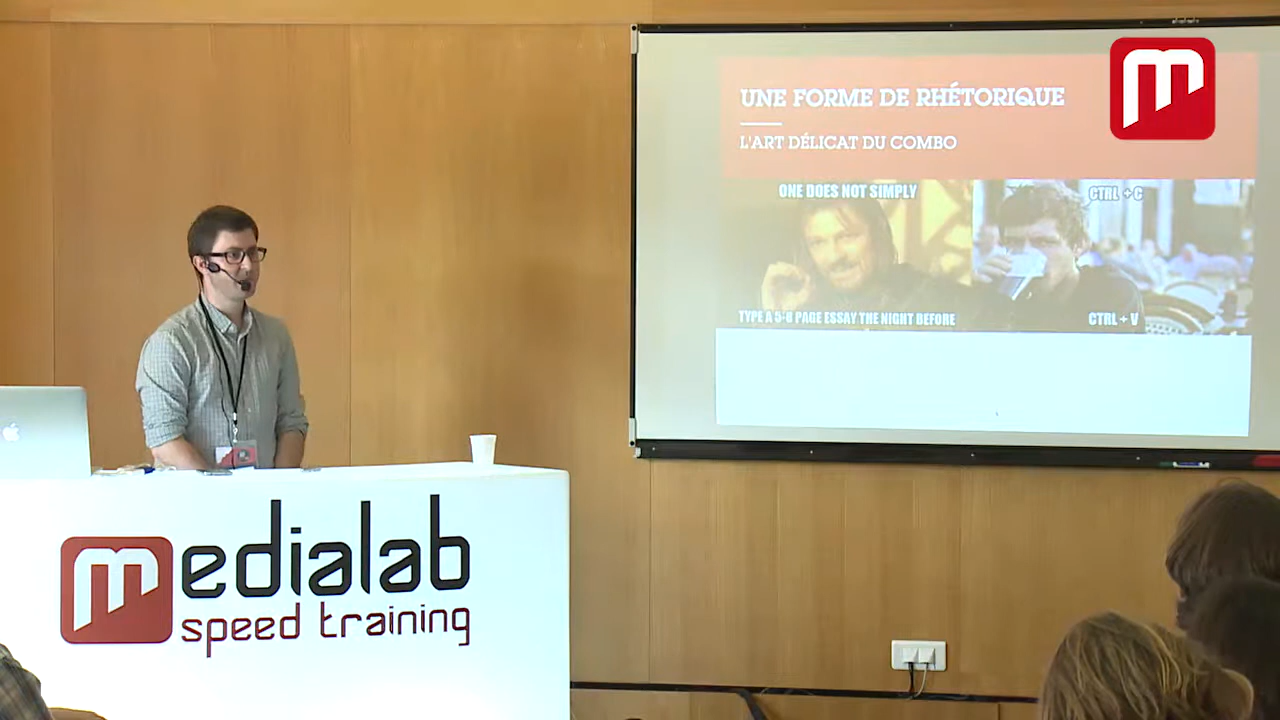 UNE FORME DE RHÉTORIQUE
L'ART DÉLICAT DU COMBO
ONE DOES NOT SIMPLY
TYPE A 5-8 PAGE ESSAY THE NIGHT BEFORE
CTRL + C
CTRL + V
m
medialab
speed training